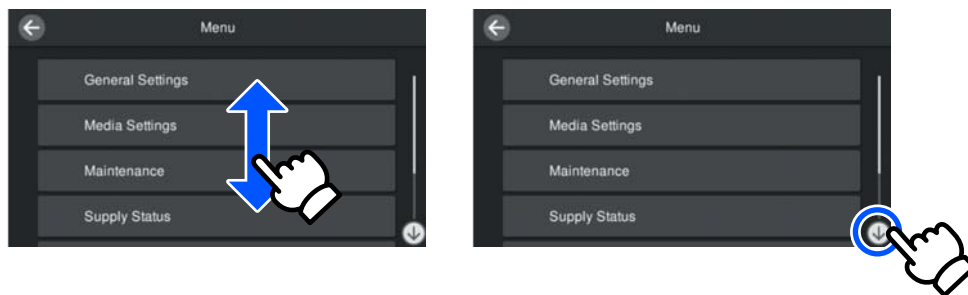 Menu
General Settings
Media Settings
Maintenance
Supply Status
Menu
General Settings
Media Settings
Maintenance
Supply Status